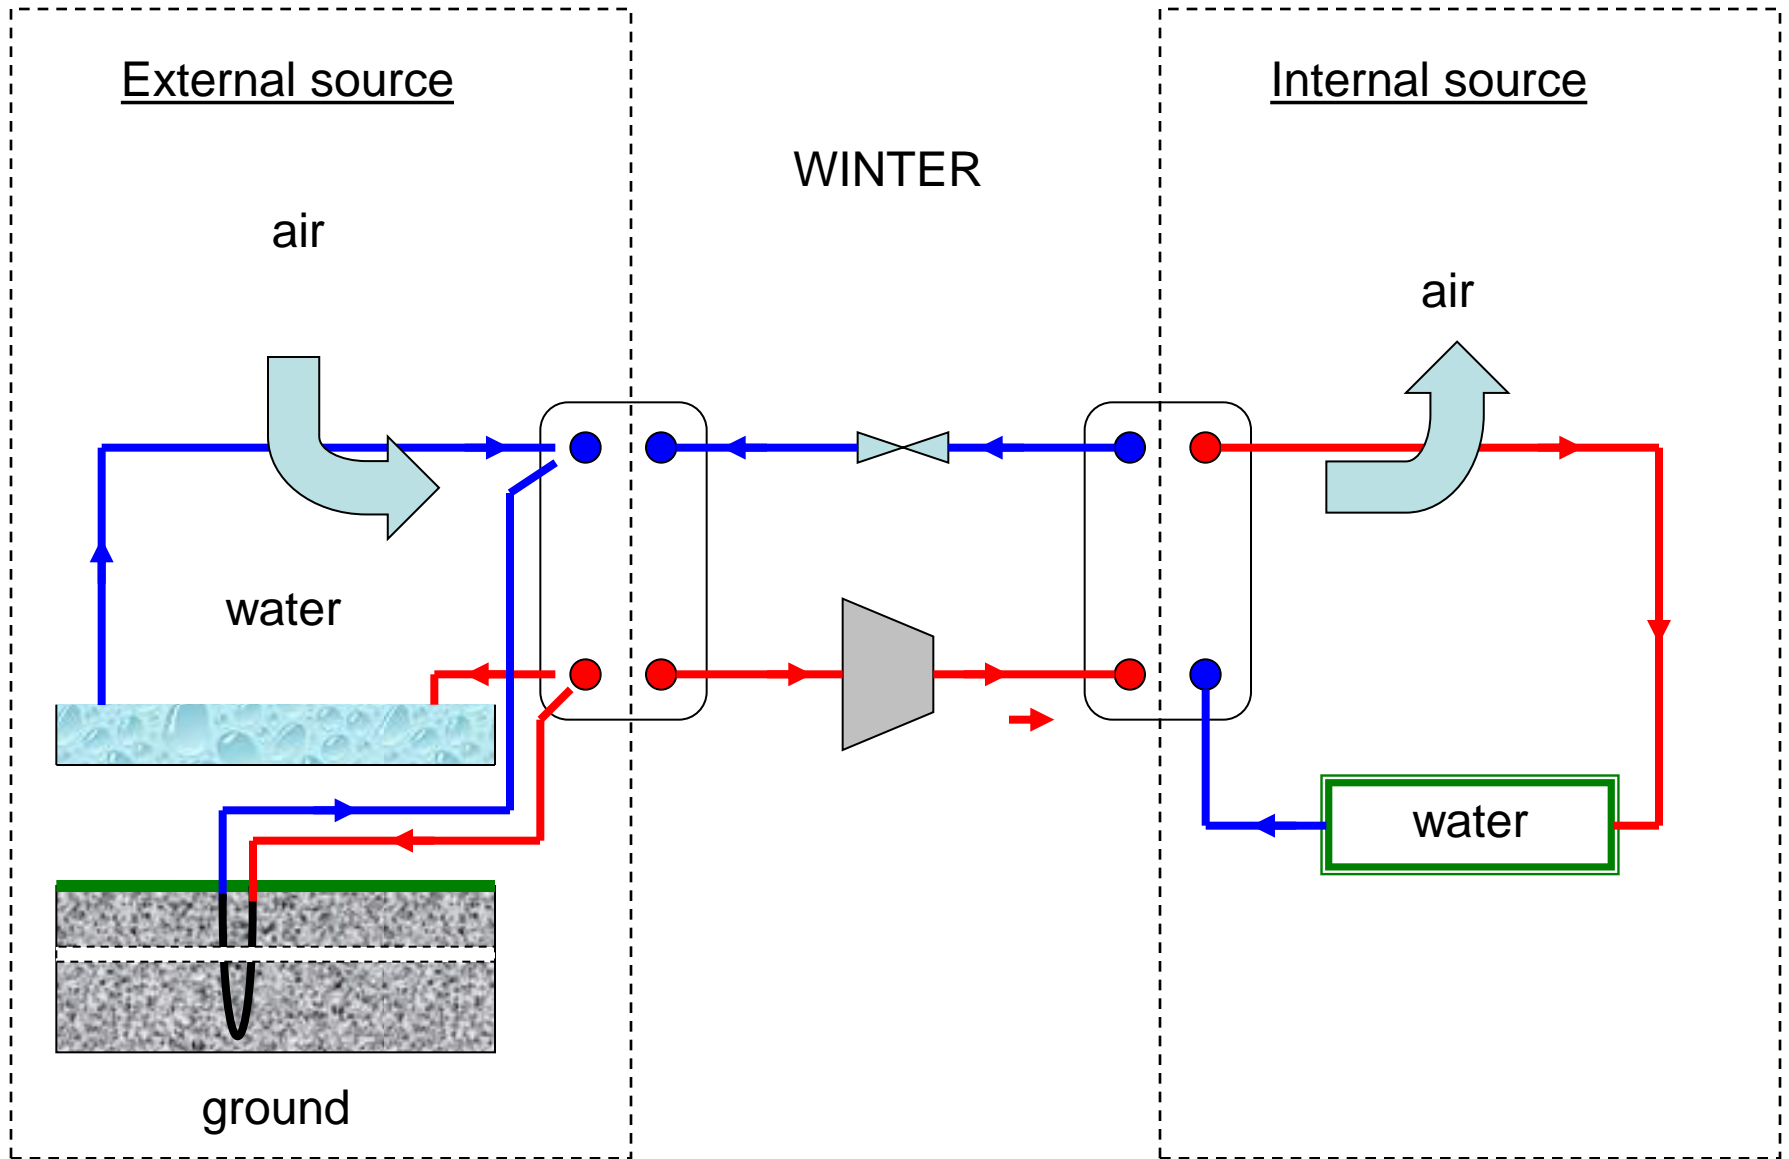 External source
Internal source
WINTER
air
air
water
water
ground